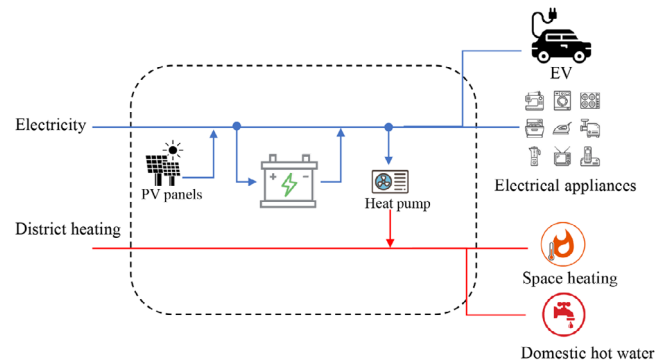 EV
Electricity
PV panels
Heat pump
Electrical appliances
District heating
Space heating
Domestic hot water